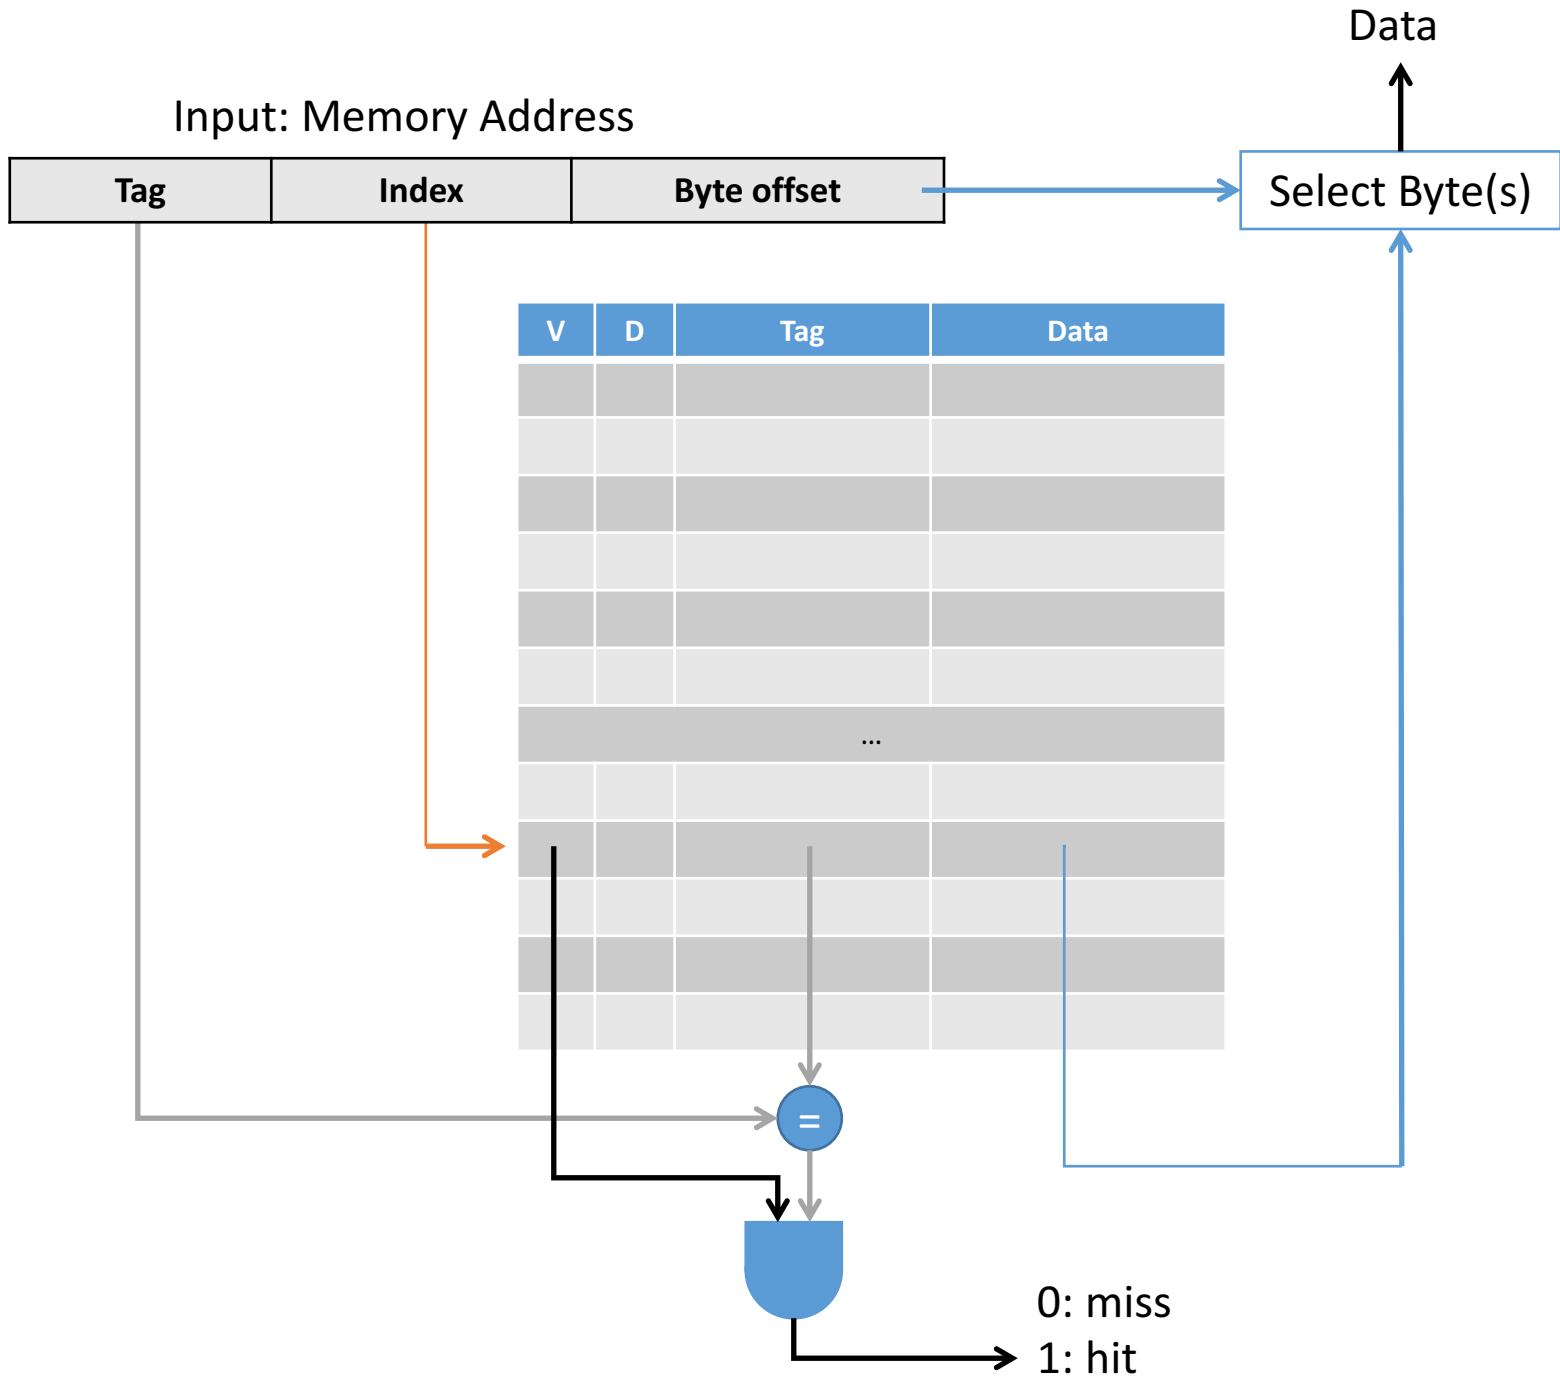 Data
Input: Memory Address
Tag Index Byte offset
Select Byte(s)
V D Tag Data
...
=
0: miss
1: hit